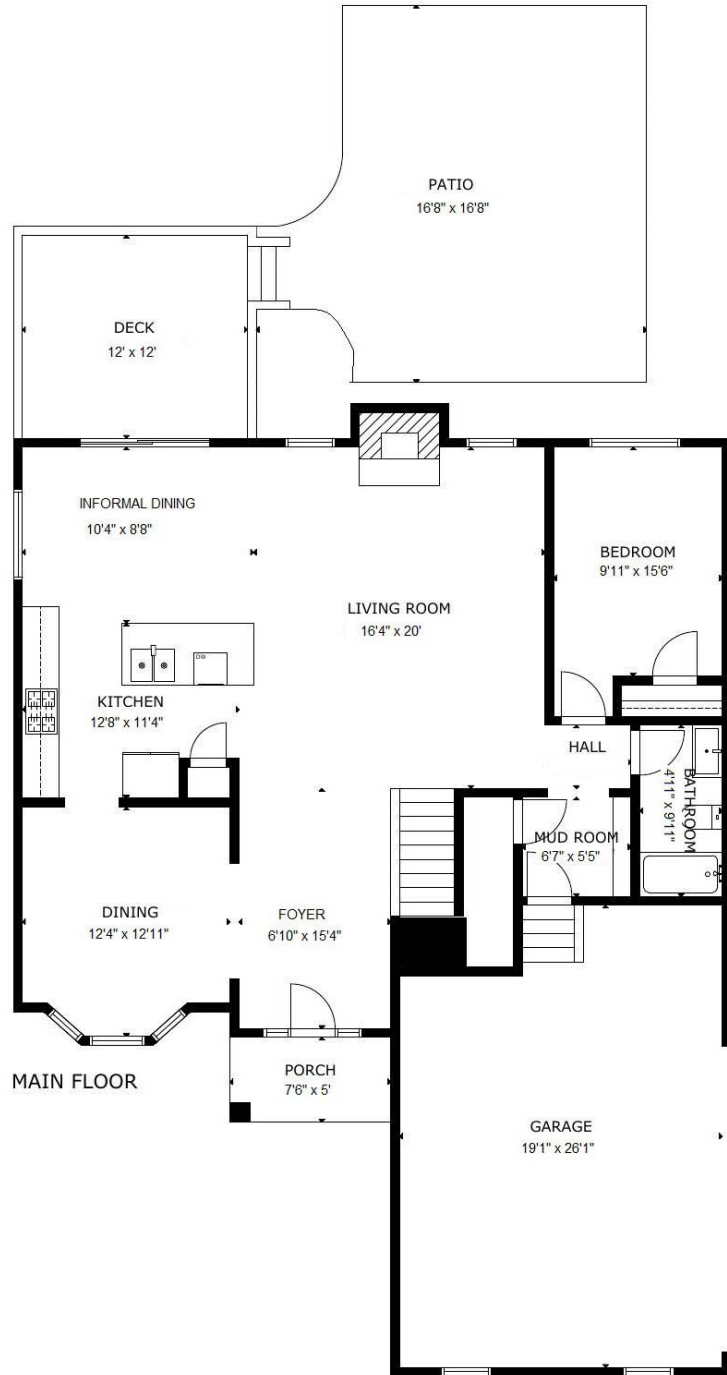 PATIO
16'8" x 16'8"
DECK
12' x 12'
INFORMAL DINING
10'4" x 8'8"
BEDROOM
9'11" x 15'6"
LIVING ROOM
16'4" x 20'
DW
KITCHEN
12'8" x 11'4"
HALL
BATHROOM
4'11" x 9'11"
MUD ROOM
6'7" x 5'5"
DINING
12'4" x 12'11"
FOYER
6'10" x 15'4"
PORCH
7'6" x 5'
MAIN FLOOR
GARAGE
19'1" x 26'1"